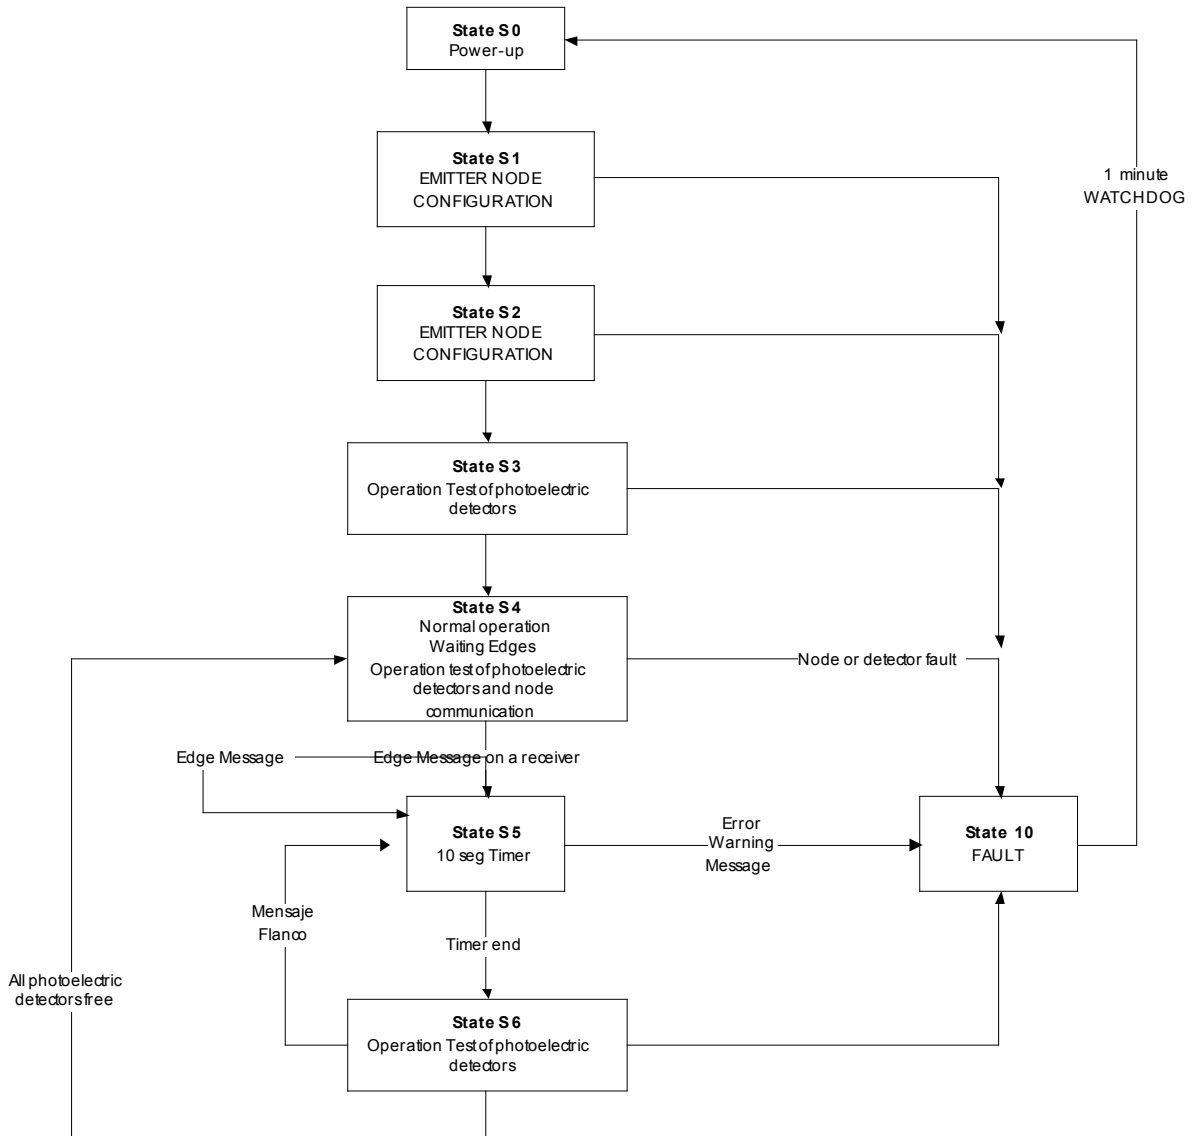 State S0
Power-up
State S1
EMITTER NODE
CONFIGURATION
1 minute
WATCHDOG
State S2
EMITTER NODE
CONFIGURATION
State S3
Operation Test of photoelectric
detectors
State S4
Normal operation
Waiting Edges
Operation test of photoelectric
detectors and node
communication
Node or detector fault
Edge Message
Edge Message on a receiver
State S5
10 seg Timer
Error
Warning
Message
State 10
FAULT
Mensaje
Flanco
Timer end
All photoelectric
detectors free
State S6
Operation Test of photoelectric
detectors